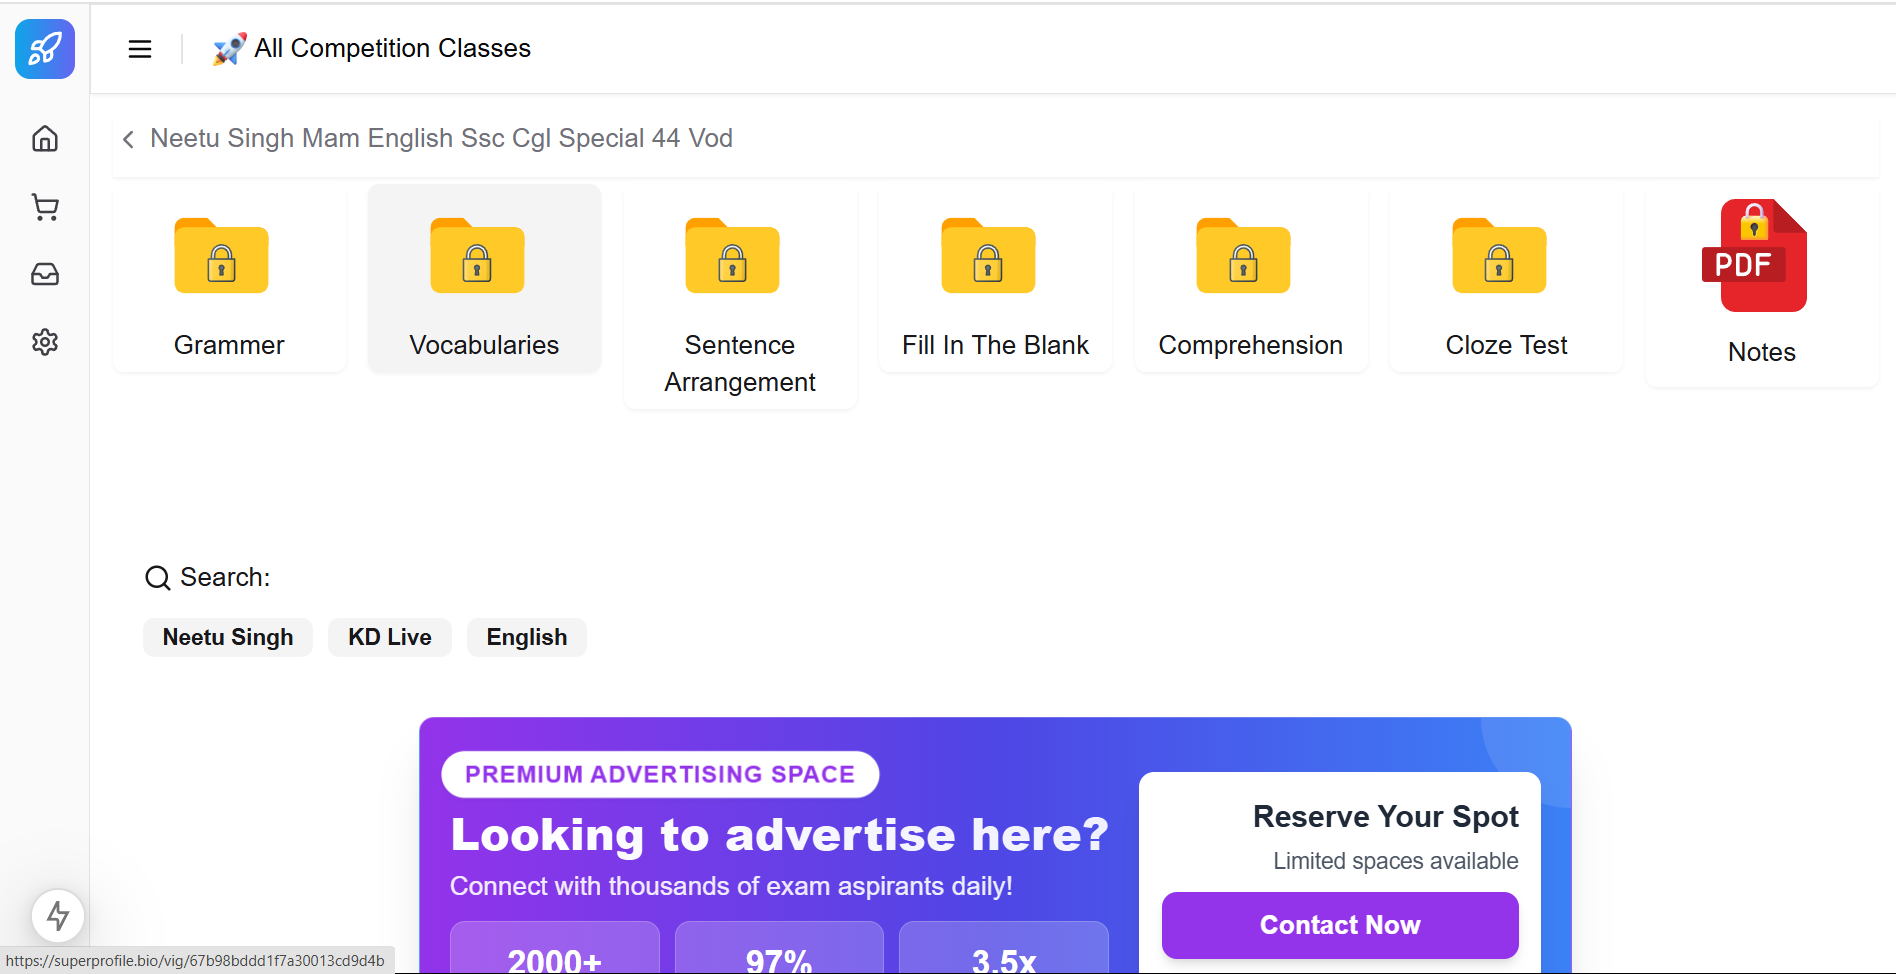 All Competition Classes
Neetu Singh Mam English Ssc Cgl Special 44 Vod
Grammer
Vocabularies
Sentence
Arrangement
Fill In The Blank
Comprehension
Cloze Test
PDF
Notes
Search:
Neetu Singh
KD Live
English
PREMIUM ADVERTISING SPACE
Looking to advertise here?
Connect with thousands of exam aspirants daily!
2000+
97%
3.5x
Reserve Your Spot
Limited spaces available
Contact Now
https://superprofile.bio/vig/67b98bddd1f7a30013cd9d4b